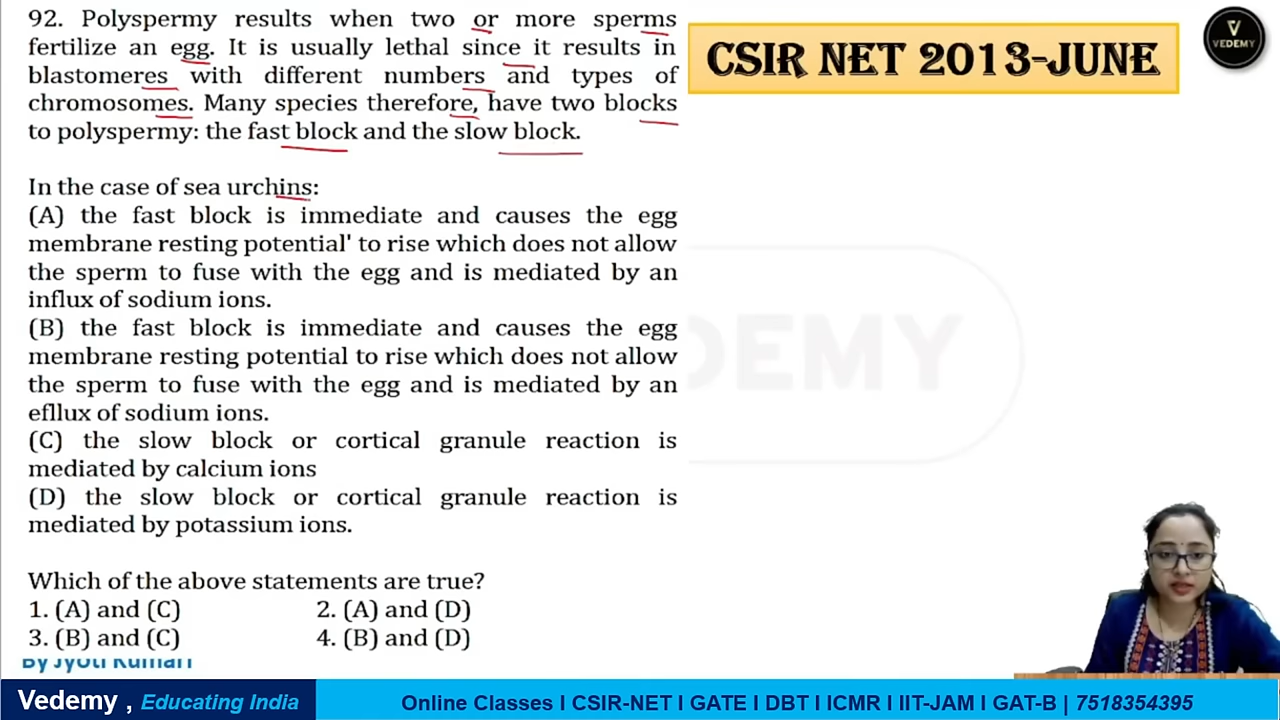 92. Polyspermy results when two or more sperms
fertilize an egg. It is usually lethal since it results in
blastomeres with different numbers and types of
chromosomes. Many species therefore, have two blocks
to polyspermy: the fast block and the slow block.
In the case of sea urchins:
(A) the fast block is immediate and causes the egg
membrane resting potential' to rise which does not allow
the sperm to fuse with the egg and is mediated by an
influx of sodium ions.
(B) the fast block is immediate and causes the egg
membrane resting potential to rise which does not allow
the sperm to fuse with the egg and is mediated by an
efllux of sodium ions.
(C) the slow block or cortical granule reaction is
mediated by calcium ions
(D) the slow block or cortical granule reaction is
mediated by potassium ions.
Which of the above statements are true?
1. (A) and (C) 2. (A) and (D)
3. (B) and (C) 4. (B) and (D)
By Jyoti Kumari
CSIR NET 2013-JUNE
V
VEDEMY
DEMY
Vedemy , Educating India
Online Classes I CSIR-NET I GATE I DBT I ICMR I IIT-JAM I GAT-B | 7518354395